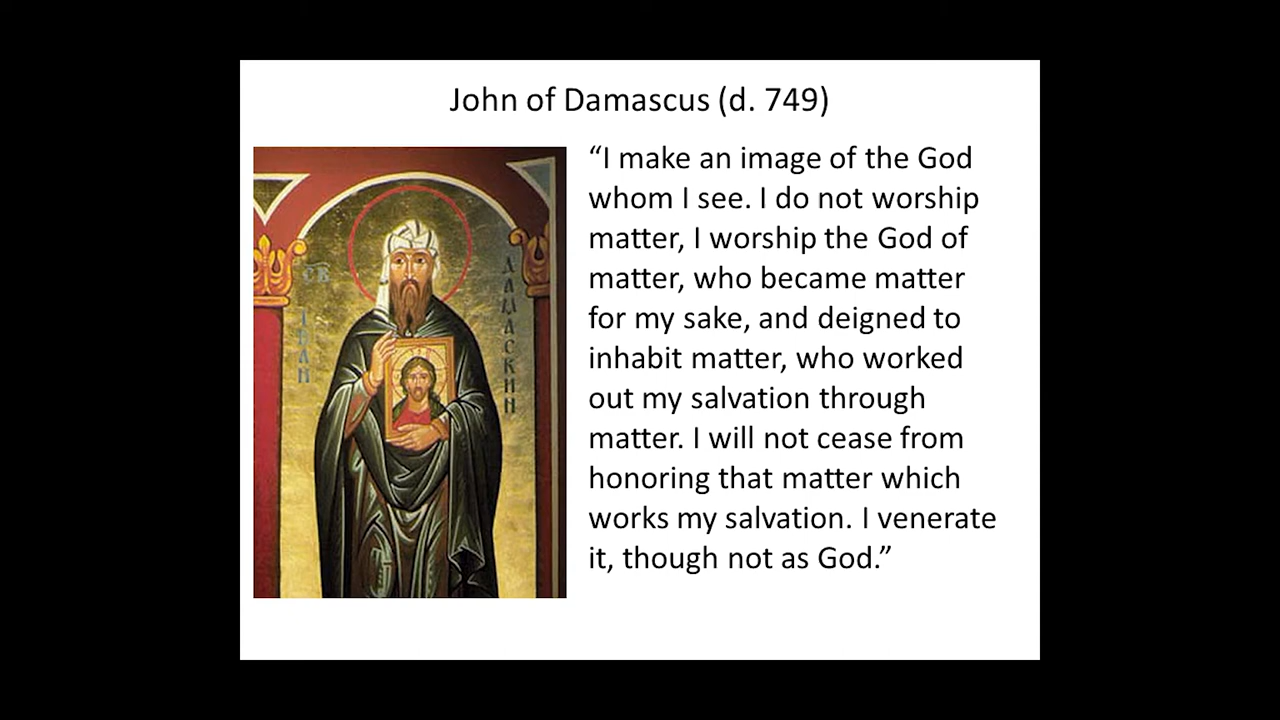 John of Damascus (d. 749)
“I make an image of the God
whom I see. I do not worship
matter, I worship the God of
matter, who became matter
for my sake, and deigned to
inhabit matter, who worked
out my salvation through
matter. I will not cease from
honoring that matter which
works my salvation. I venerate
it, though not as God.”
СВ
ІѠАН
ДАМАСКИН